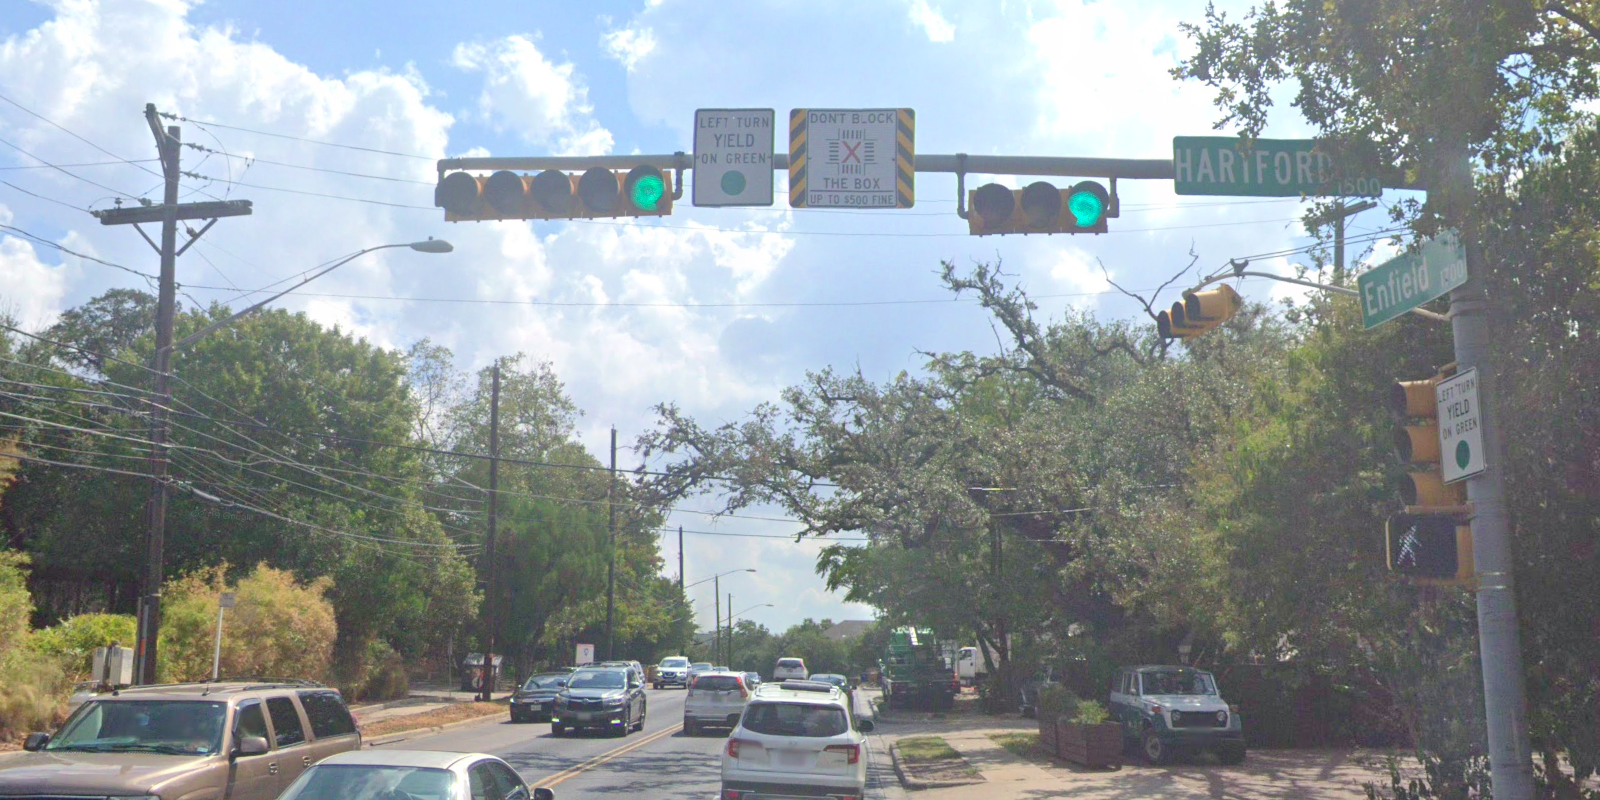 LEFT TURN
YIELD
ON GREEN
DON'T BLOCK
THE BOX
UP TO $500 FINE
HARTFORD
1500
Enfield 1500
LEFT TURN
YIELD
ON GREEN